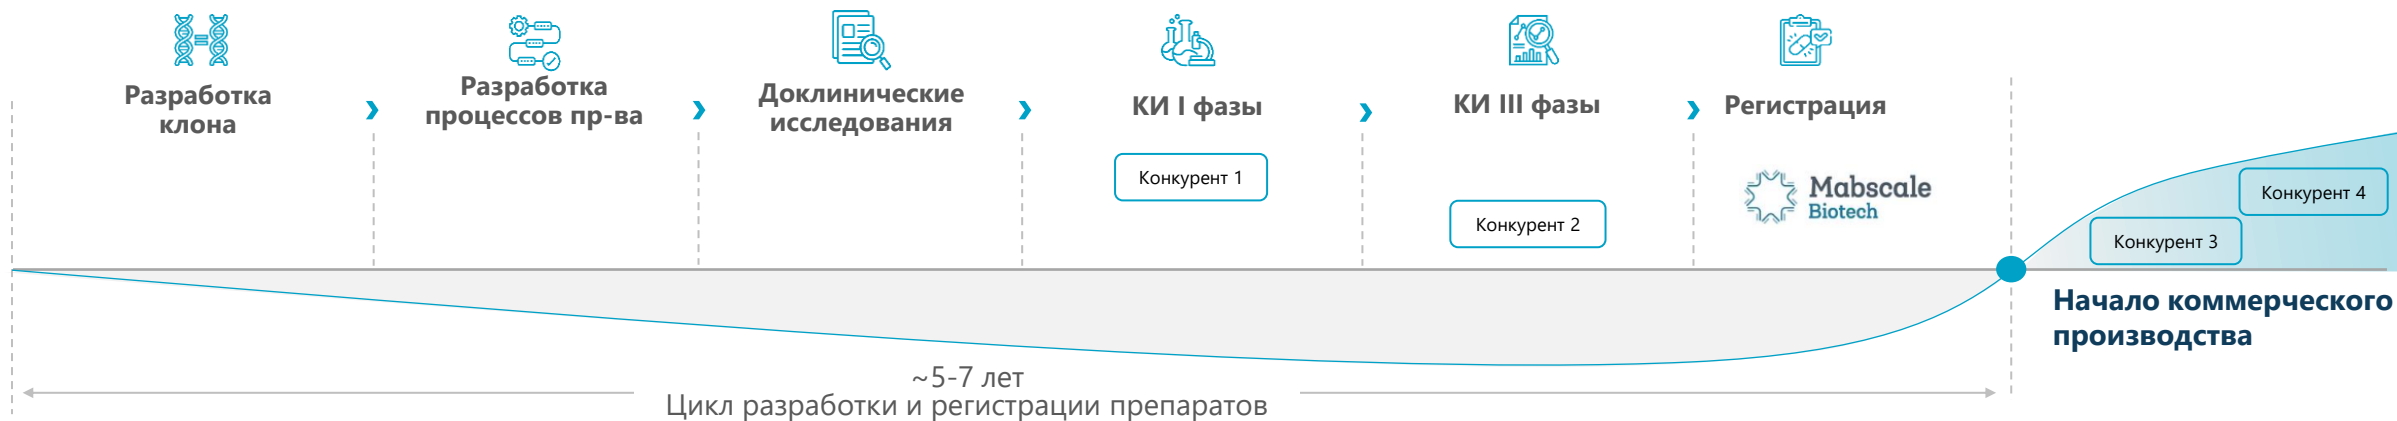 Разработка
клона
Разработка
процессов пр-ва
Доклинические
исследования
КИ I фазы
КИ III фазы
Регистрация
Конкурент 1
Конкурент 2
Mabscale
Biotech
Конкурент 3
Конкурент 4
Начало коммерческого
производства
~5-7 лет
Цикл разработки и регистрации препаратов